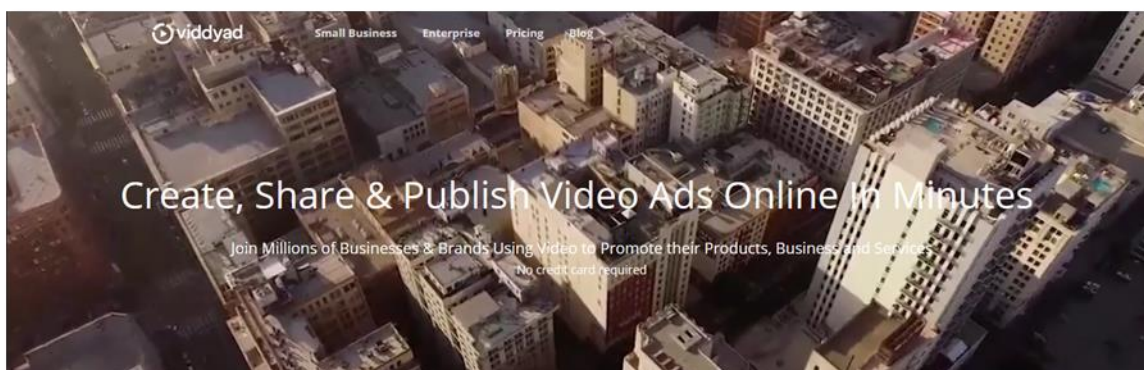 viddyad Small Business Enterprise Pricing Blog
Create, Share & Publish Video Ads Online In Minutes
Join Millions of Businesses & Brands Using Video to Promote their Products, Business and Services
No credit card required